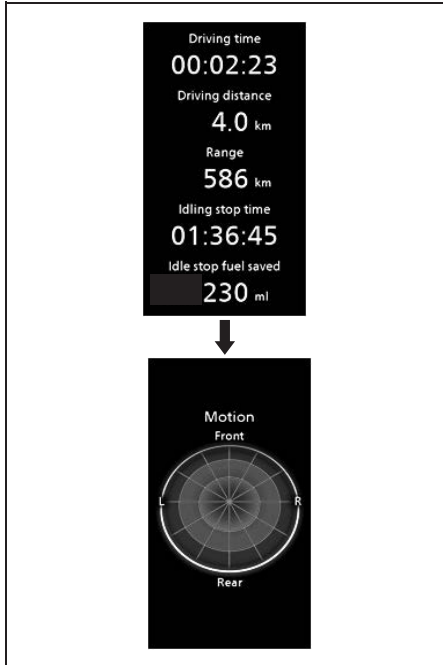 Driving time
00:02:23
Driving distance
4.0 km
Range
586 km
Idling stop time
01:36:45
Idle stop fuel saved
230 ml
Motion
Front
L R
Rear